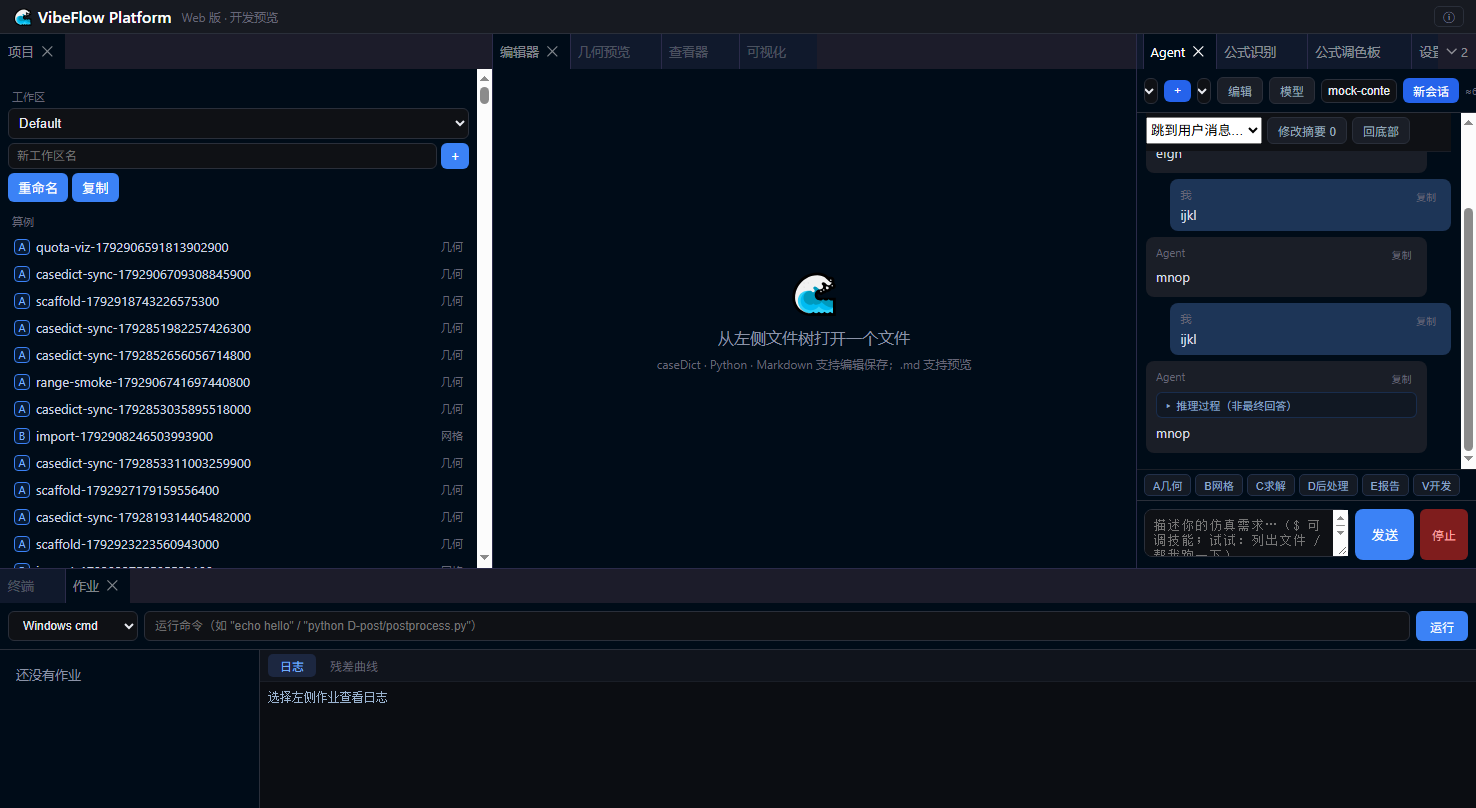 VibeFlow Platform Web 版 · 开发预览
项目
工作区
Default
新工作区名
+
重命名 复制
算例
A quota-viz-1792906591813902900 几何
A casedict-sync-1792906709308845900 几何
A scaffold-1792918743226575300 几何
A casedict-sync-1792851982257426300 几何
A casedict-sync-1792852656056714800 几何
A range-smoke-1792906741697440800 几何
A casedict-sync-1792853035895518000 几何
B import-1792908246503993900 网格
A casedict-sync-1792853311003259900 几何
A scaffold-1792927179159556400 几何
A casedict-sync-1792819314405482000 几何
A scaffold-1792923223560943000 几何
编辑器 几何预览 查看器 可视化
从左侧文件树打开一个文件
caseDict · Python · Markdown 支持编辑保存；.md 支持预览
Agent 公式识别 公式调色板 设置 2
+ 编辑 模型 mock-conte 新会话
跳到用户消息... 修改摘要 0 回底部
efgh
我 复制
ijkl
Agent 复制
mnop
我 复制
ijkl
Agent 复制
推理过程（非最终回答）
mnop
A几何 B网格 C求解 D后处理 E报告 V开发
描述你的仿真需求…（$ 可
调技能；试试：列出文件 /
帮我跑一下）
发送 停止
终端 作业
Windows cmd 运行命令（如 "echo hello" / "python D-post/postprocess.py"） 运行
还没有作业
日志 残差曲线
选择左侧作业查看日志